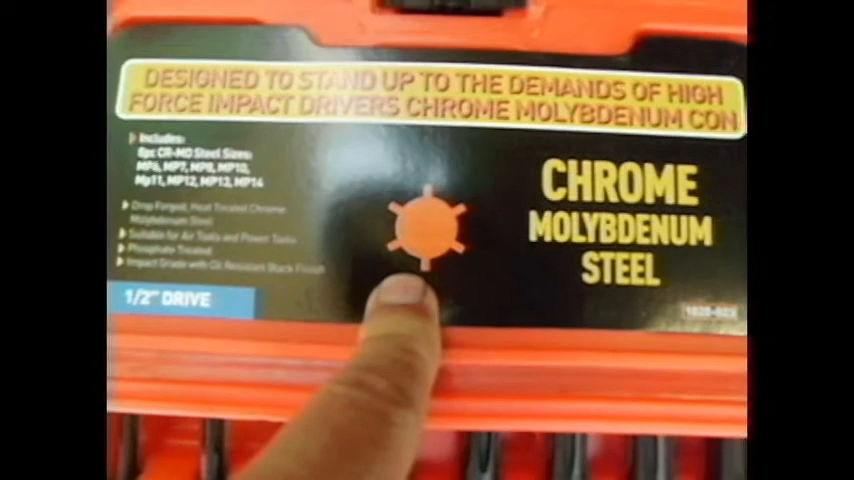 DESIGNED TO STAND UP TO THE DEMANDS OF HIGH
FORCE IMPACT DRIVERS CHROME MOLYBDENUM CON
Includes:
8pc CR-MO Steel Sizes:
MP6, MP7, MP8, MP10,
Mp11, MP12, MP13, MP14
Drop Forged, Heat Treated Chrome
Molybdenum Steel
Suitable for Air Tools and Power Tools
Phosphate Treated
Impact Grade with Oil Resistant Black Finish
1/2" DRIVE
CHROME
MOLYBDENUM
STEEL